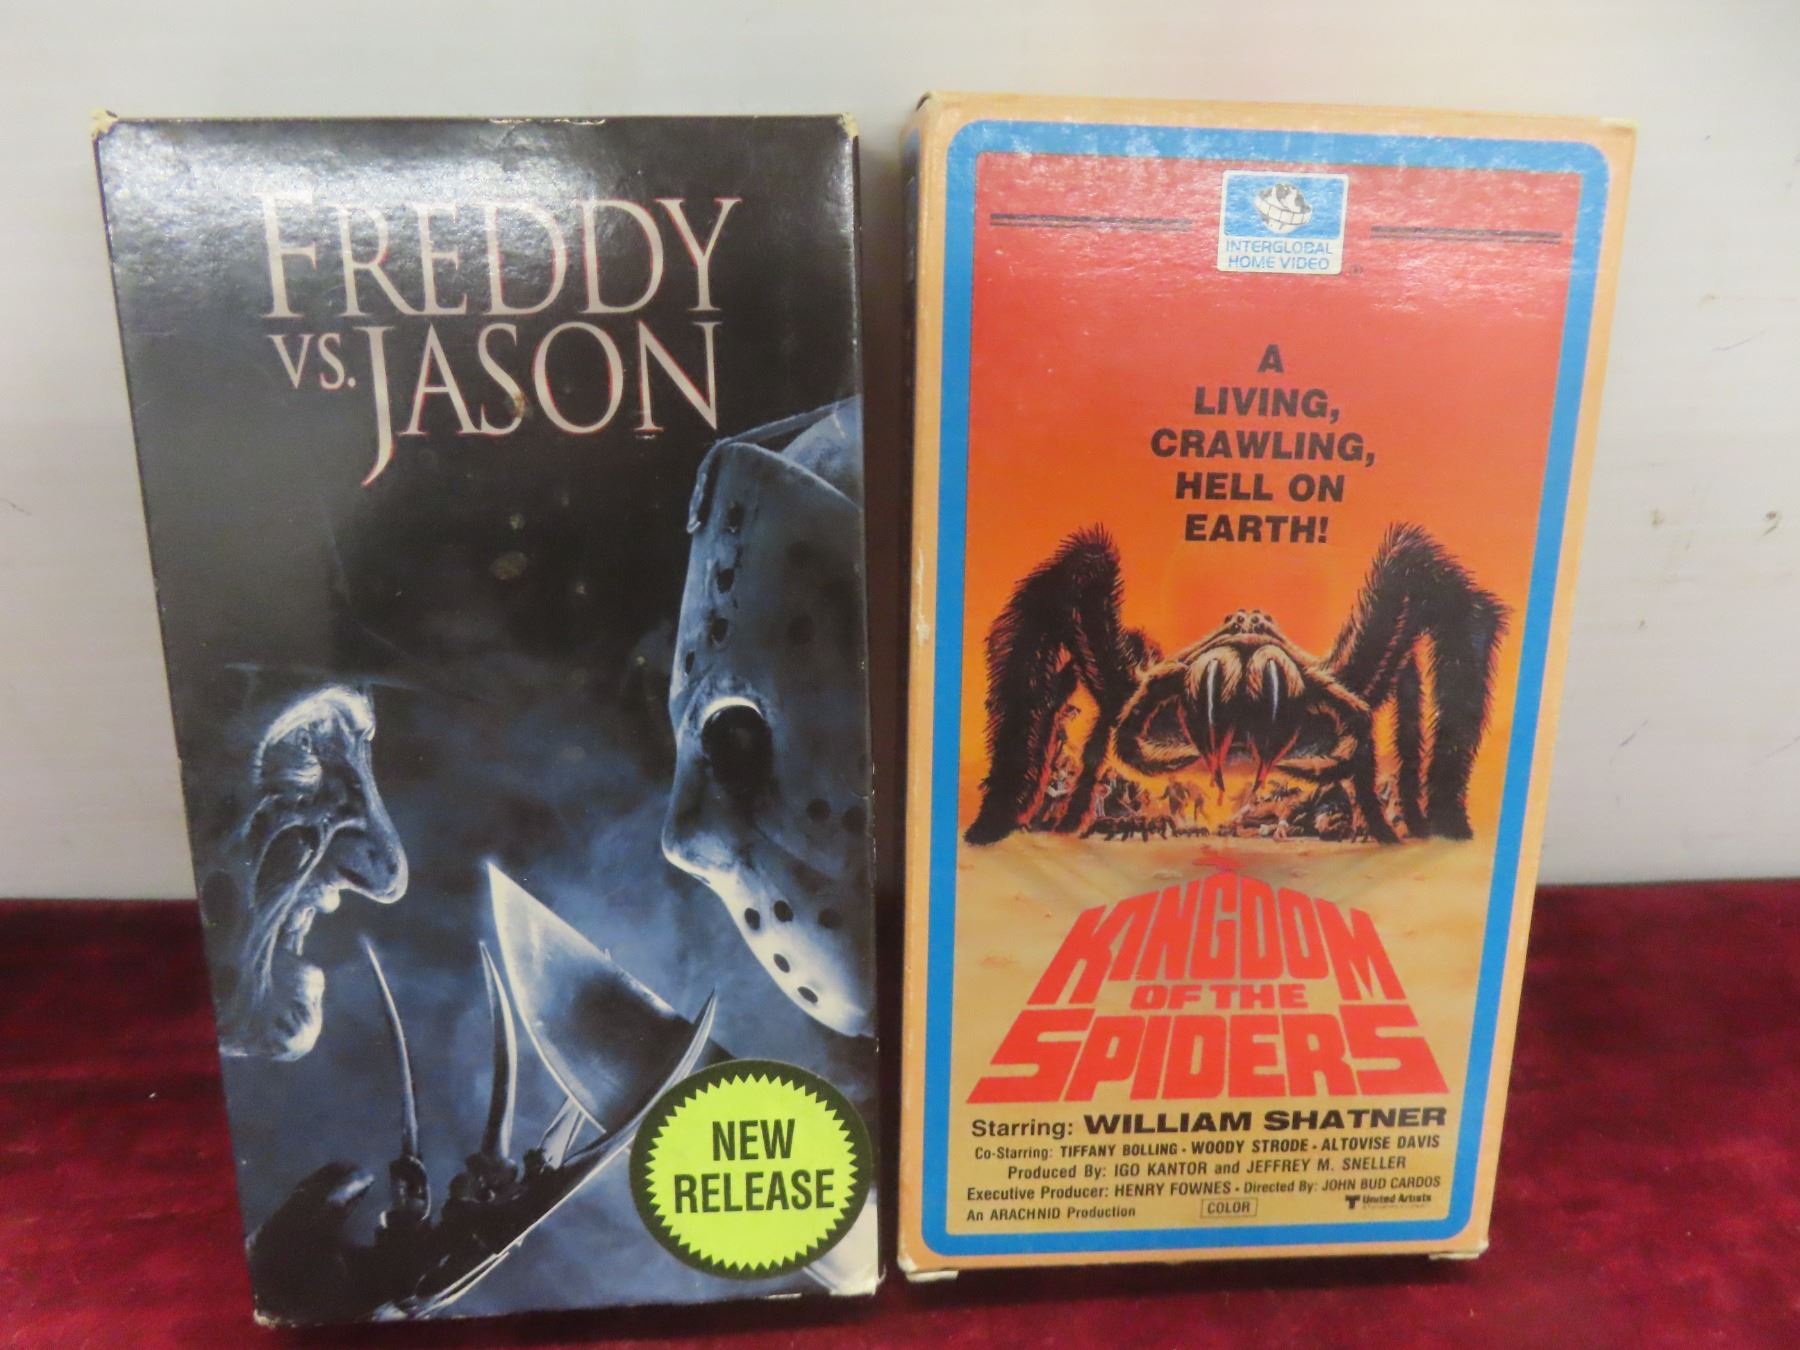 FREDDY
VS. JASON
NEW
RELEASE
INTERGLOBAL
HOME VIDEO
A
LIVING,
CRAWLING,
HELL ON
EARTH!
KINGDOM
OF THE
SPIDERS
Starring: WILLIAM SHATNER
Co-Starring: TIFFANY BOLLING • WOODY STRODE • ALTOVISE DAVIS
Produced By: IGO KANTOR and JEFFREY M. SNELLER
Executive Producer: HENRY FOWNES • Directed By: JOHN BUD CARDOS
An ARACHNID Production COLOR T United Artists